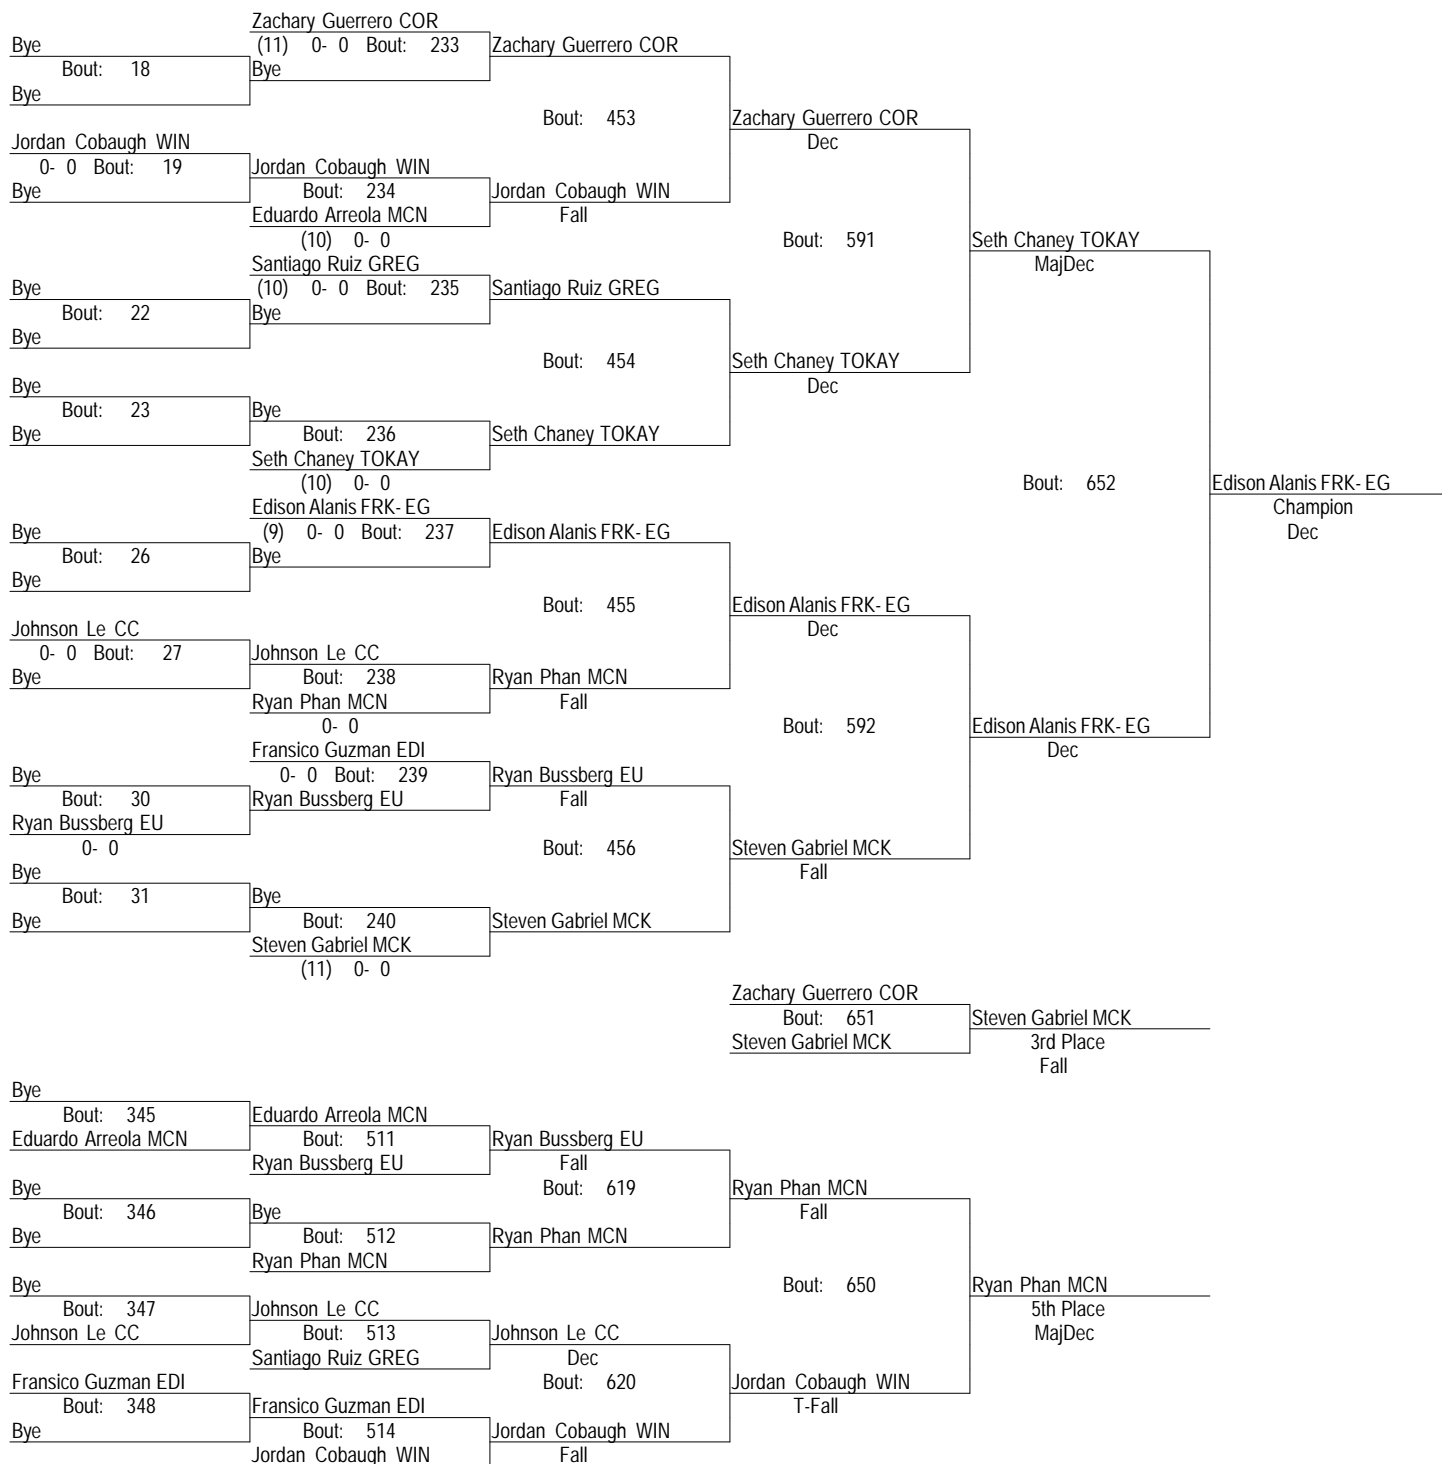 Zachary Guerrero COR
Bye
(11) 0- 0 Bout: 233
Zachary Guerrero COR
Bout: 18
Bye
Bye
Bout: 453
Zachary Guerrero COR
Jordan Cobaugh WIN
Dec
0- 0 Bout: 19
Jordan Cobaugh WIN
Bye
Bout: 234
Jordan Cobaugh WIN
Eduardo Arreola MCN
Fall
(10) 0- 0
Bout: 591
Seth Chaney TOKAY
Santiago Ruiz GREG
MajDec
Bye
(10) 0- 0 Bout: 235
Santiago Ruiz GREG
Bout: 22
Bye
Bye
Bout: 454
Seth Chaney TOKAY
Bye
Dec
Bout: 23
Bye
Bye
Bout: 236
Seth Chaney TOKAY
Seth Chaney TOKAY
(10) 0- 0
Bout: 652
Edison Alanis FRK- EG
Edison Alanis FRK- EG
Champion
Bye
(9) 0- 0 Bout: 237
Edison Alanis FRK- EG
Dec
Bout: 26
Bye
Bye
Bout: 455
Edison Alanis FRK- EG
Johnson Le CC
Dec
0- 0 Bout: 27
Johnson Le CC
Bye
Bout: 238
Ryan Phan MCN
Ryan Phan MCN
Fall
0- 0
Bout: 592
Edison Alanis FRK- EG
Fransico Guzman EDI
Dec
Bye
0- 0 Bout: 239
Ryan Bussberg EU
Bout: 30
Ryan Bussberg EU
Fall
Ryan Bussberg EU
0- 0
Bout: 456
Steven Gabriel MCK
Bye
Fall
Bout: 31
Bye
Bye
Bout: 240
Steven Gabriel MCK
Steven Gabriel MCK
(11) 0- 0
Zachary Guerrero COR
Bout: 651
Steven Gabriel MCK
Steven Gabriel MCK
3rd Place
Fall
Bye
Bout: 345
Eduardo Arreola MCN
Eduardo Arreola MCN
Bout: 511
Ryan Bussberg EU
Ryan Bussberg EU
Fall
Bye
Bout: 619
Ryan Phan MCN
Bout: 346
Bye
Fall
Bye
Bout: 512
Ryan Phan MCN
Ryan Phan MCN
Bye
Bout: 650
Ryan Phan MCN
Bout: 347
Johnson Le CC
5th Place
Johnson Le CC
Bout: 513
Johnson Le CC
MajDec
Santiago Ruiz GREG
Dec
Fransico Guzman EDI
Bout: 620
Jordan Cobaugh WIN
Bout: 348
Fransico Guzman EDI
T-Fall
Bye
Bout: 514
Jordan Cobaugh WIN
Jordan Cobaugh WIN
Fall